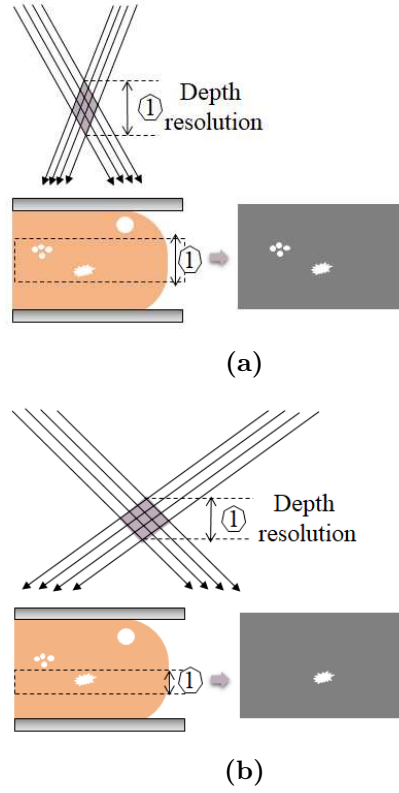 ① Depth
resolution
①
(a)
① Depth
resolution
①
(b)